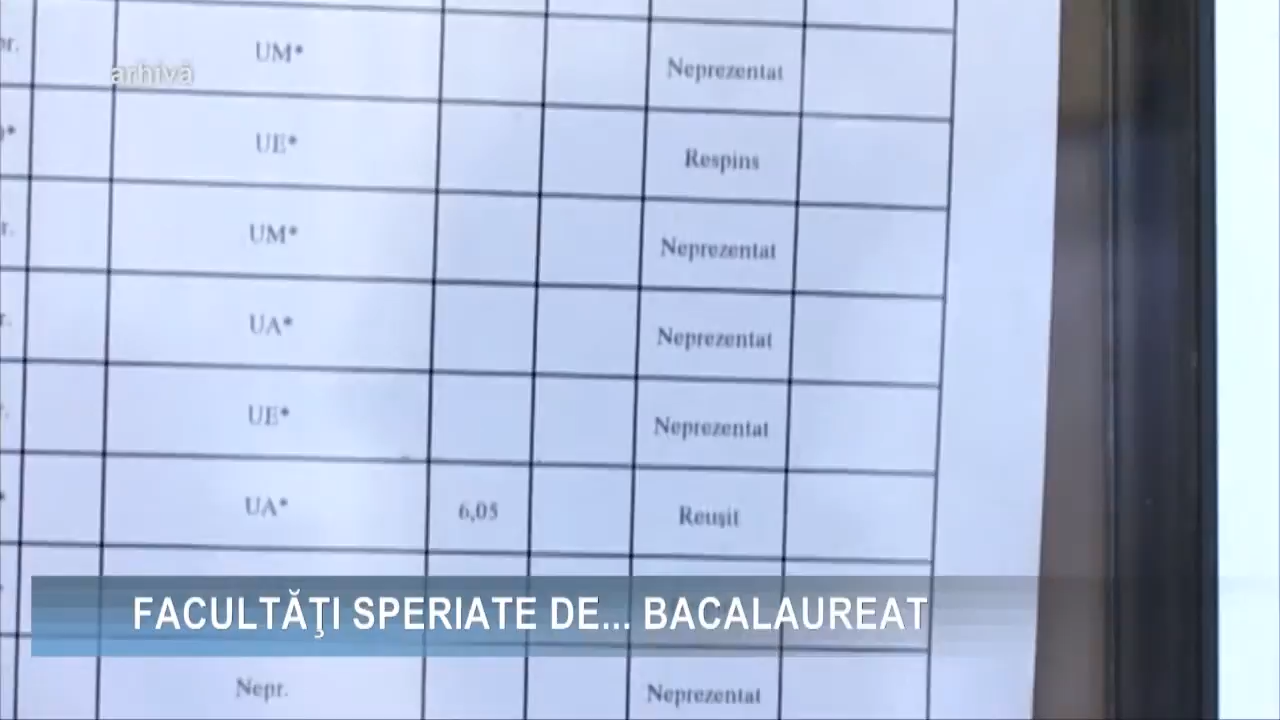 UM* Neprezentat
arhivă
UE* Respins
UM* Neprezentat
UA* Neprezentat
UE* Neprezentat
UA* 6,05 Reuşit
FACULTĂŢI SPERIATE DE... BACALAUREAT
Nepr. Neprezentat